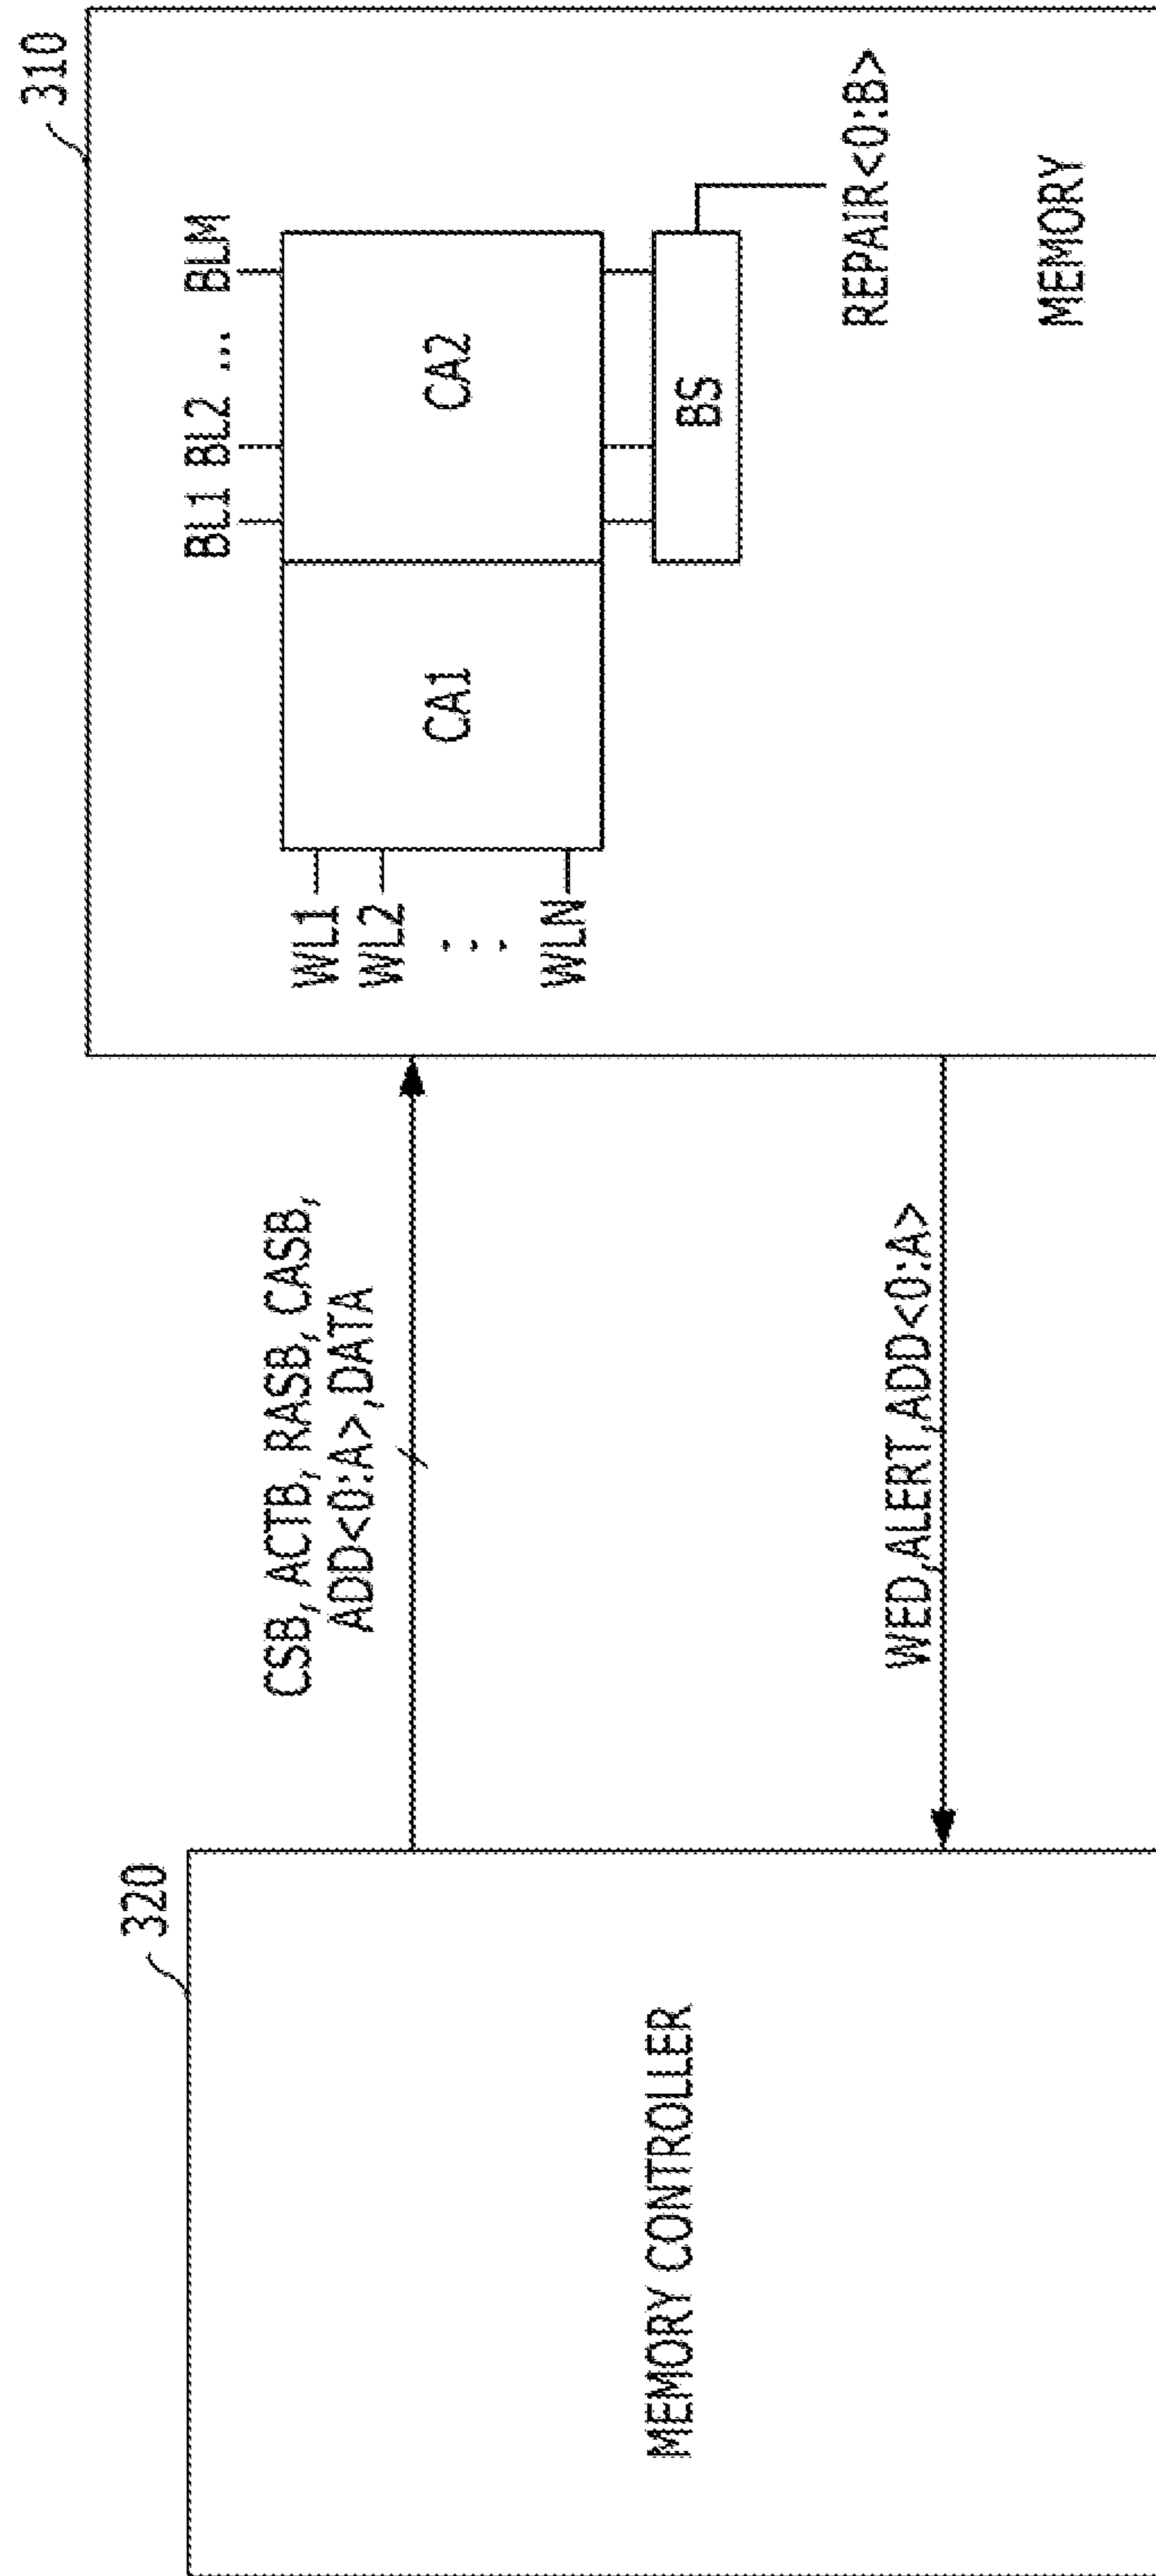 320
MEMORY CONTROLLER
CSB, ACTB, RASB, CASB,
ADD<0:A>,DATA
WED,ALERT,ADD<0:A>
310
BL1 BL2 ... BLM
WL1
WL2
⋮
WLN
CA1
CA2
BS
REPAIR<0:B>
MEMORY